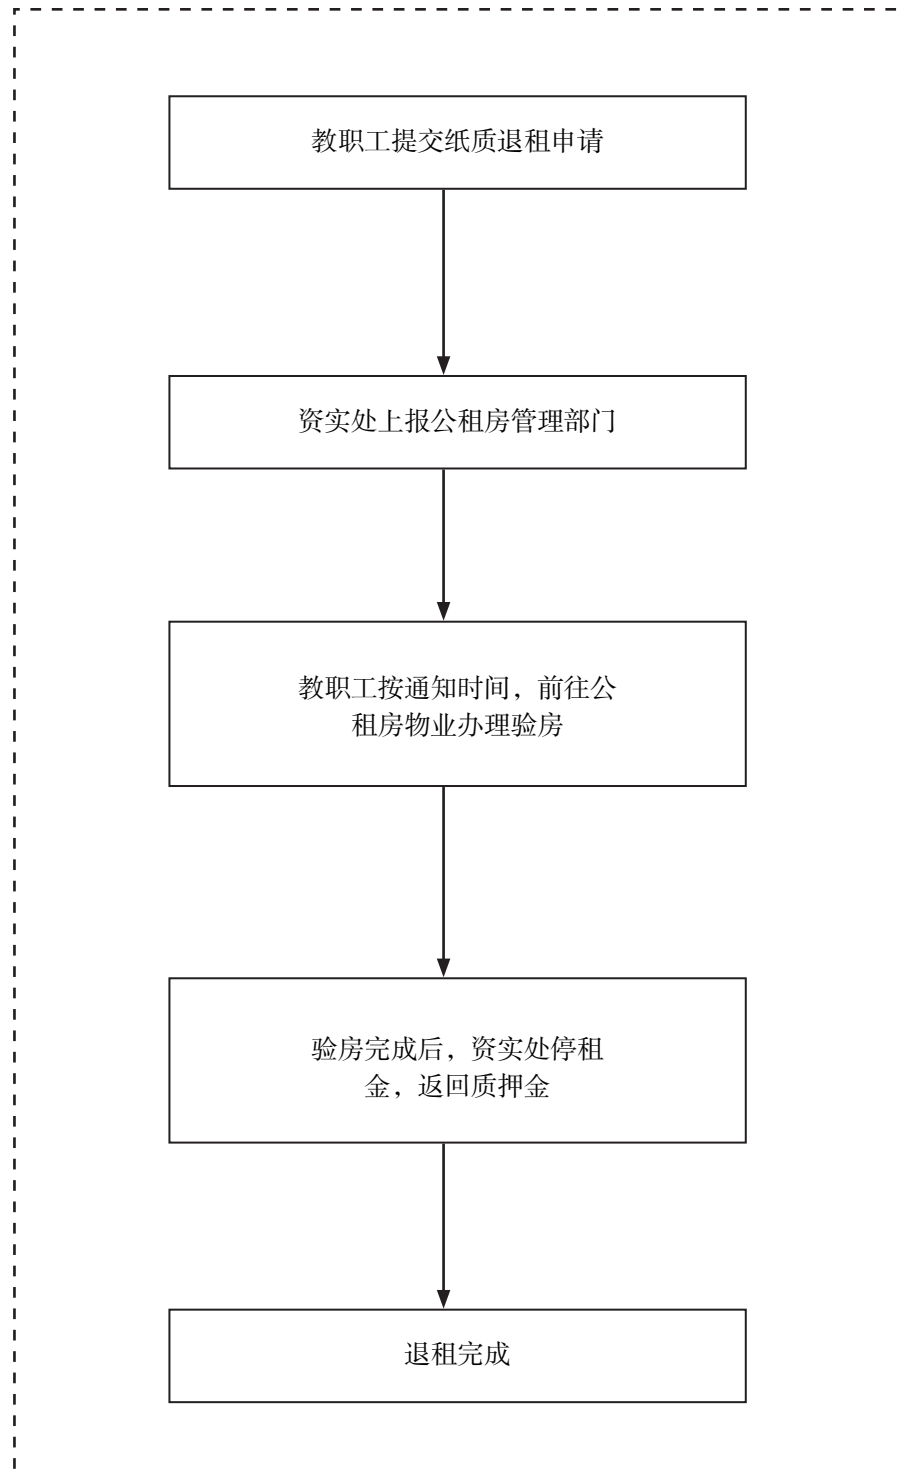 教职工提交纸质退租申请
资实处上报公租房管理部门
教职工按通知时间，前往公
租房物业办理验房
验房完成后，资实处停租
金，返回质押金
退租完成